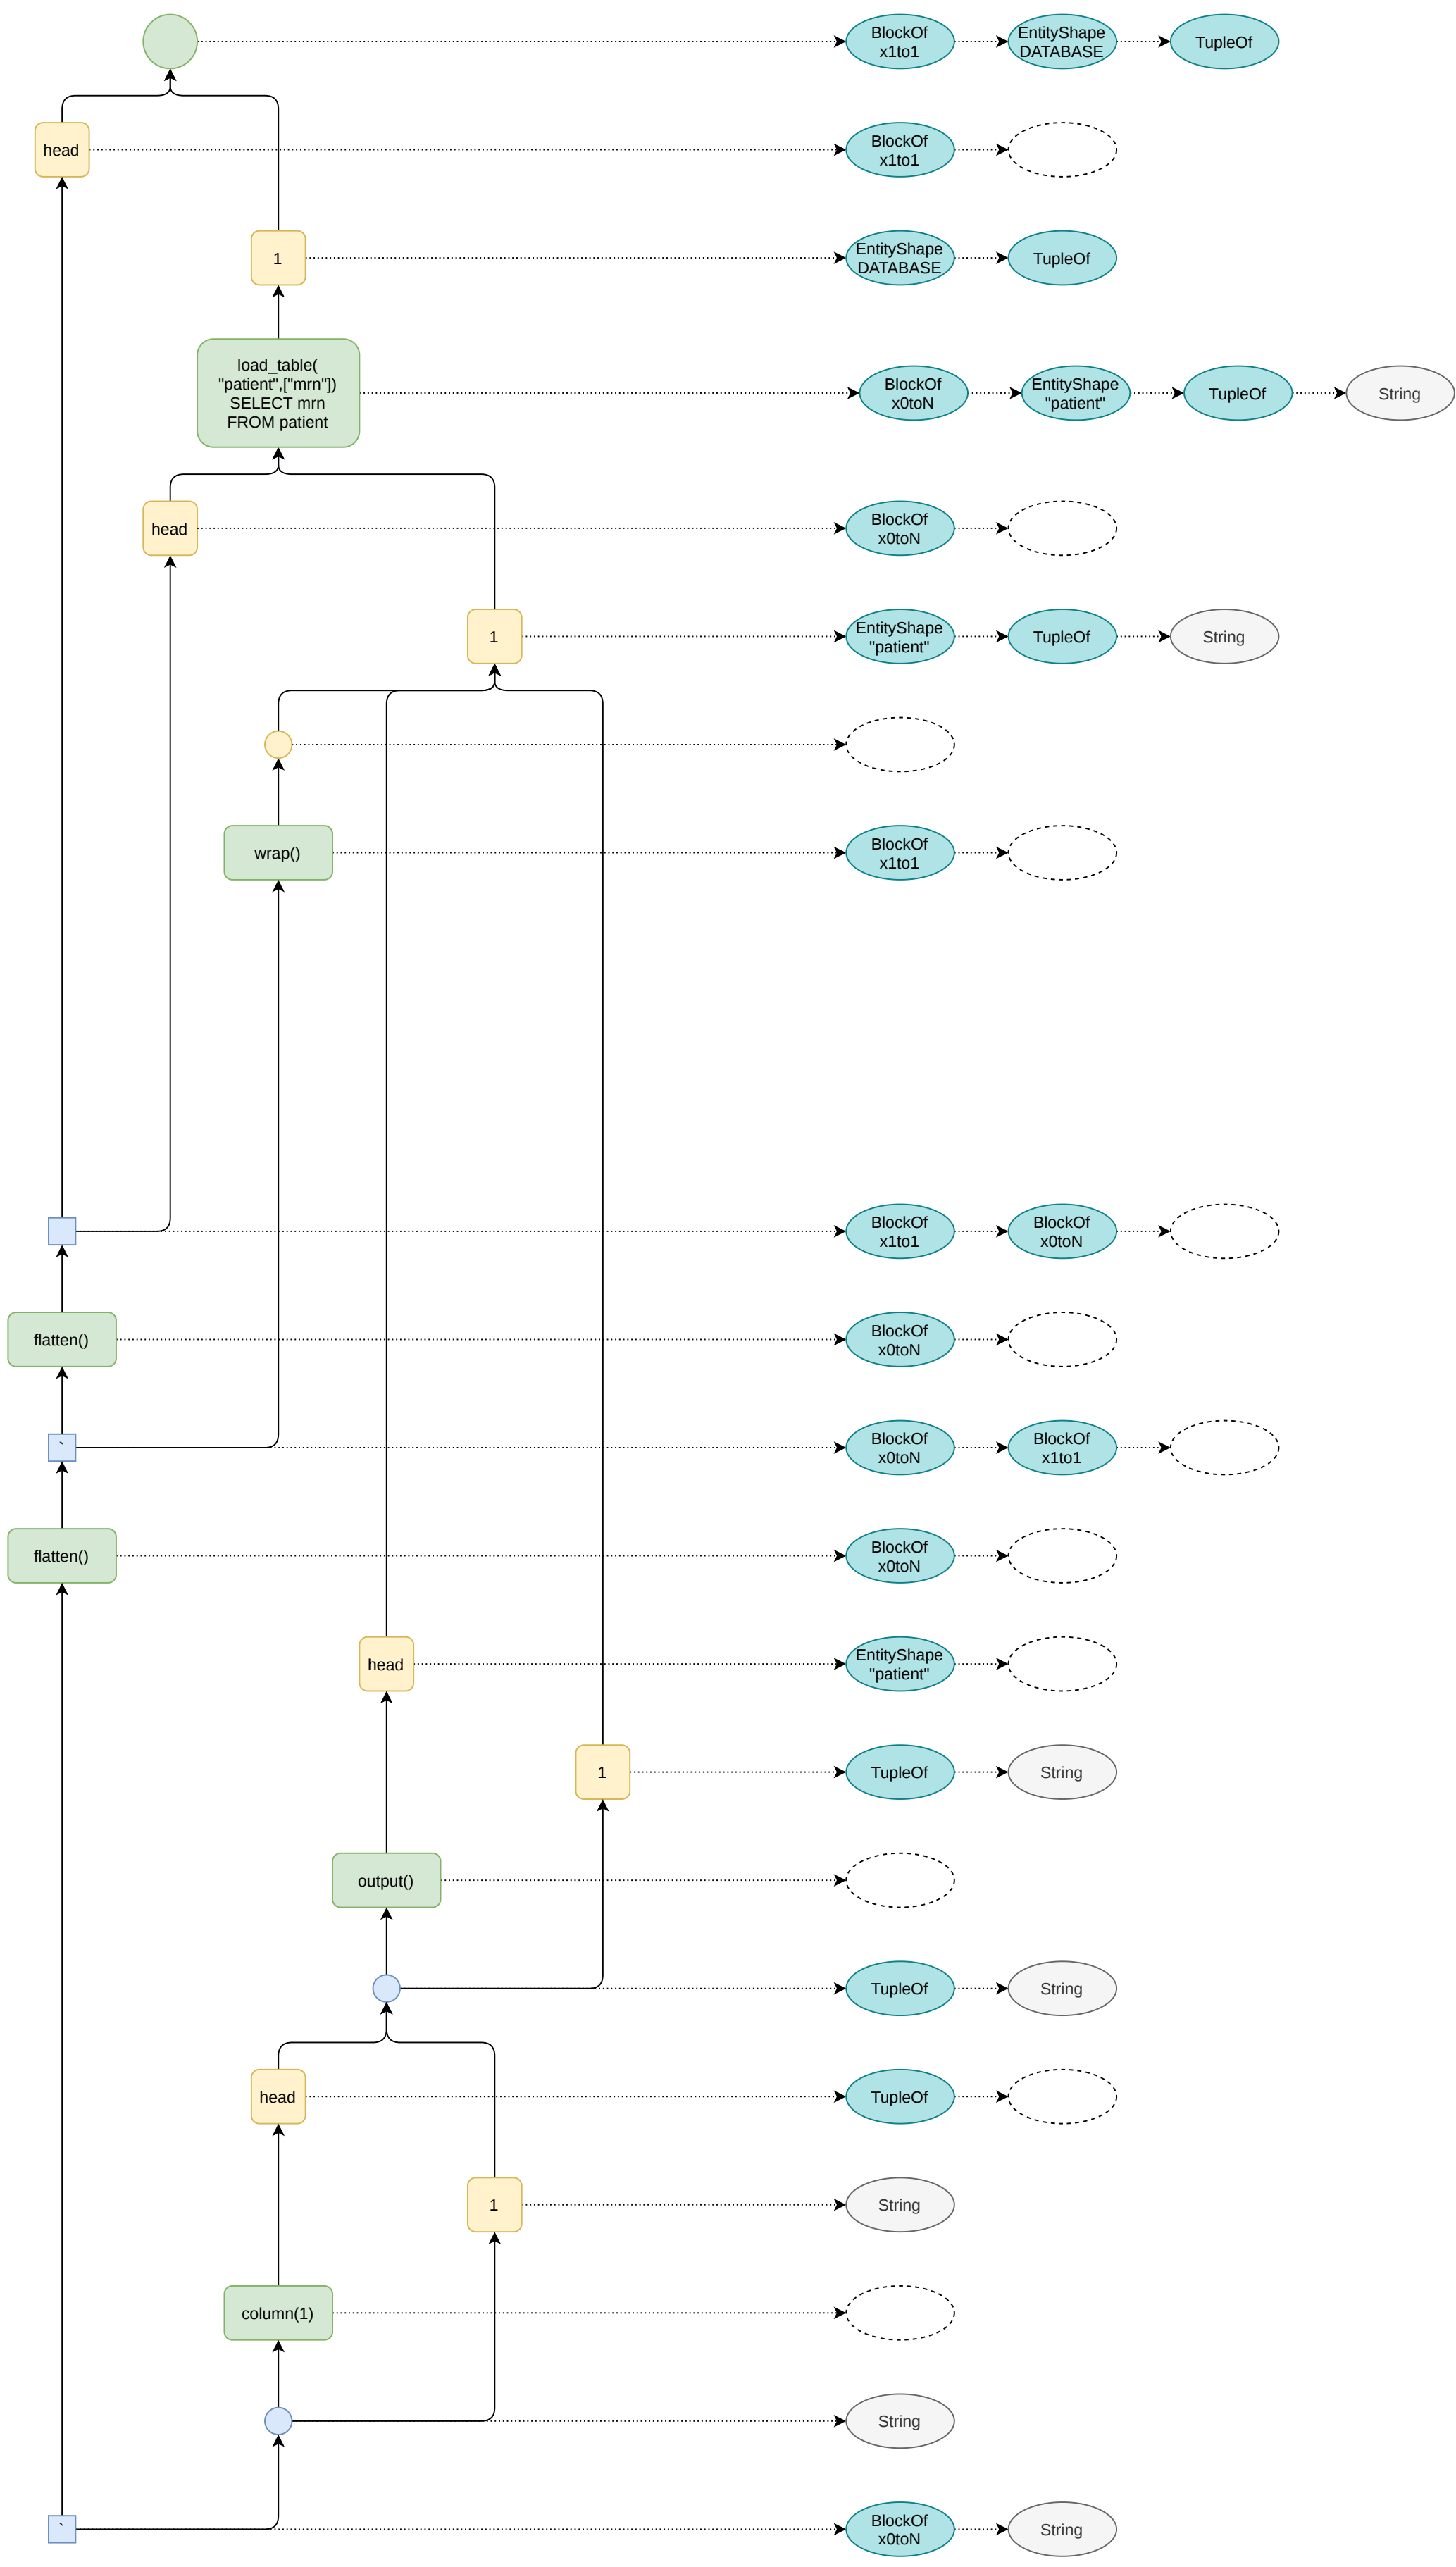 BlockOf
x1to1
EntityShape
DATABASE
TupleOf
head
BlockOf
x1to1
1
EntityShape
DATABASE
TupleOf
load_table(
"patient",["mrn"])
SELECT mrn
FROM patient
BlockOf
x0toN
EntityShape
"patient"
TupleOf
String
head
BlockOf
x0toN
1
EntityShape
"patient"
TupleOf
String
wrap()
BlockOf
x1to1
BlockOf
x1to1
BlockOf
x0toN
flatten()
BlockOf
x0toN
`
BlockOf
x0toN
BlockOf
x1to1
flatten()
BlockOf
x0toN
head
EntityShape
"patient"
1
TupleOf
String
output()
TupleOf
String
head
TupleOf
1
String
column(1)
String
`
BlockOf
x0toN
String